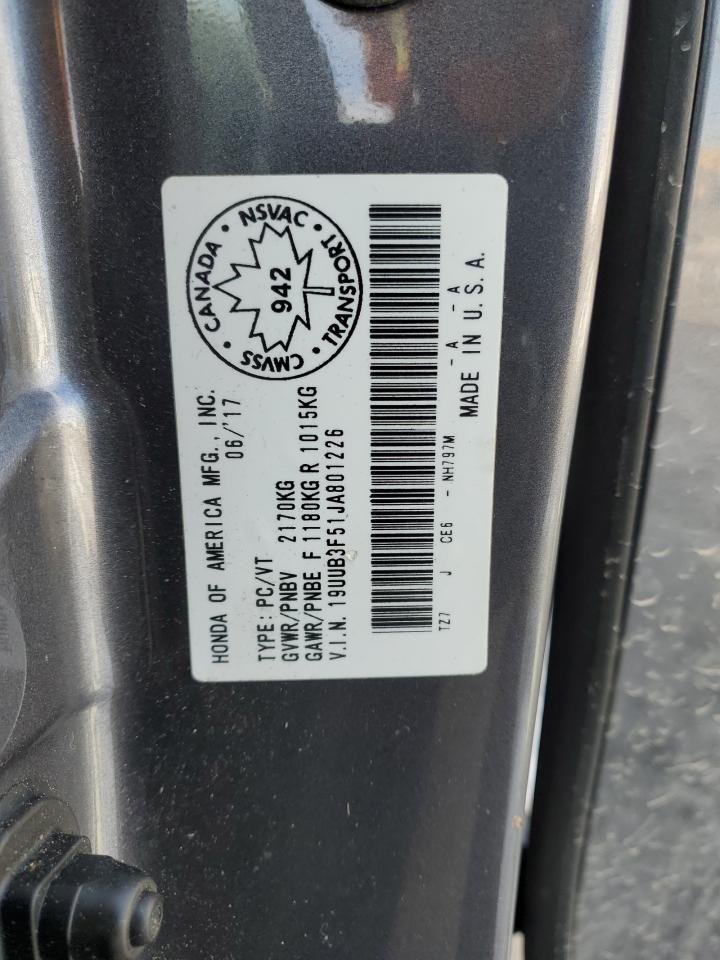 HONDA OF AMERICA MFG., INC.
06/'17
TYPE: PC/VT
GVWR/PNBV 2170KG
GAWR/PNBE F 1180KG R 1015KG
V.I.N. 19UUB3F51JA801226
CANADA · NSVAC · TRANSPORT · CMVSS ·
942
TZ7 J CE6 - NH797M - A - A
MADE IN U.S.A.